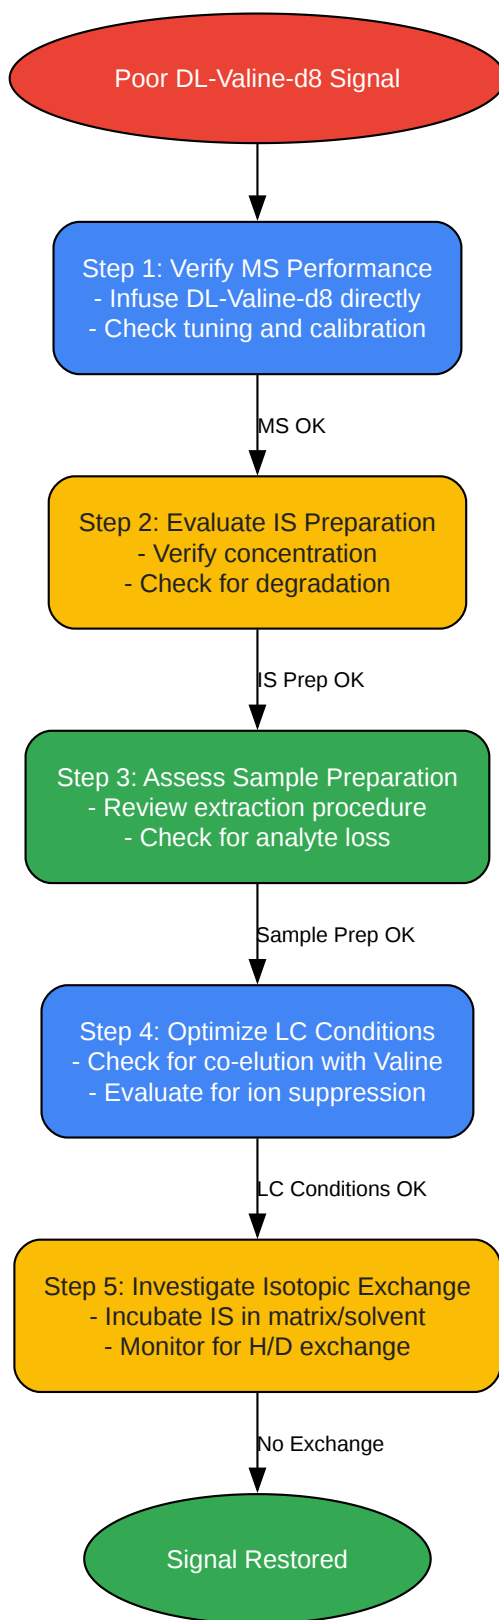 Poor DL-Valine-d8 Signal
Step 1: Verify MS Performance
- Infuse DL-Valine-d8 directly
- Check tuning and calibration
MS OK
Step 2: Evaluate IS Preparation
- Verify concentration
- Check for degradation
IS Prep OK
Step 3: Assess Sample Preparation
- Review extraction procedure
- Check for analyte loss
Sample Prep OK
Step 4: Optimize LC Conditions
- Check for co-elution with Valine
- Evaluate for ion suppression
LC Conditions OK
Step 5: Investigate Isotopic Exchange
- Incubate IS in matrix/solvent
- Monitor for H/D exchange
No Exchange
Signal Restored